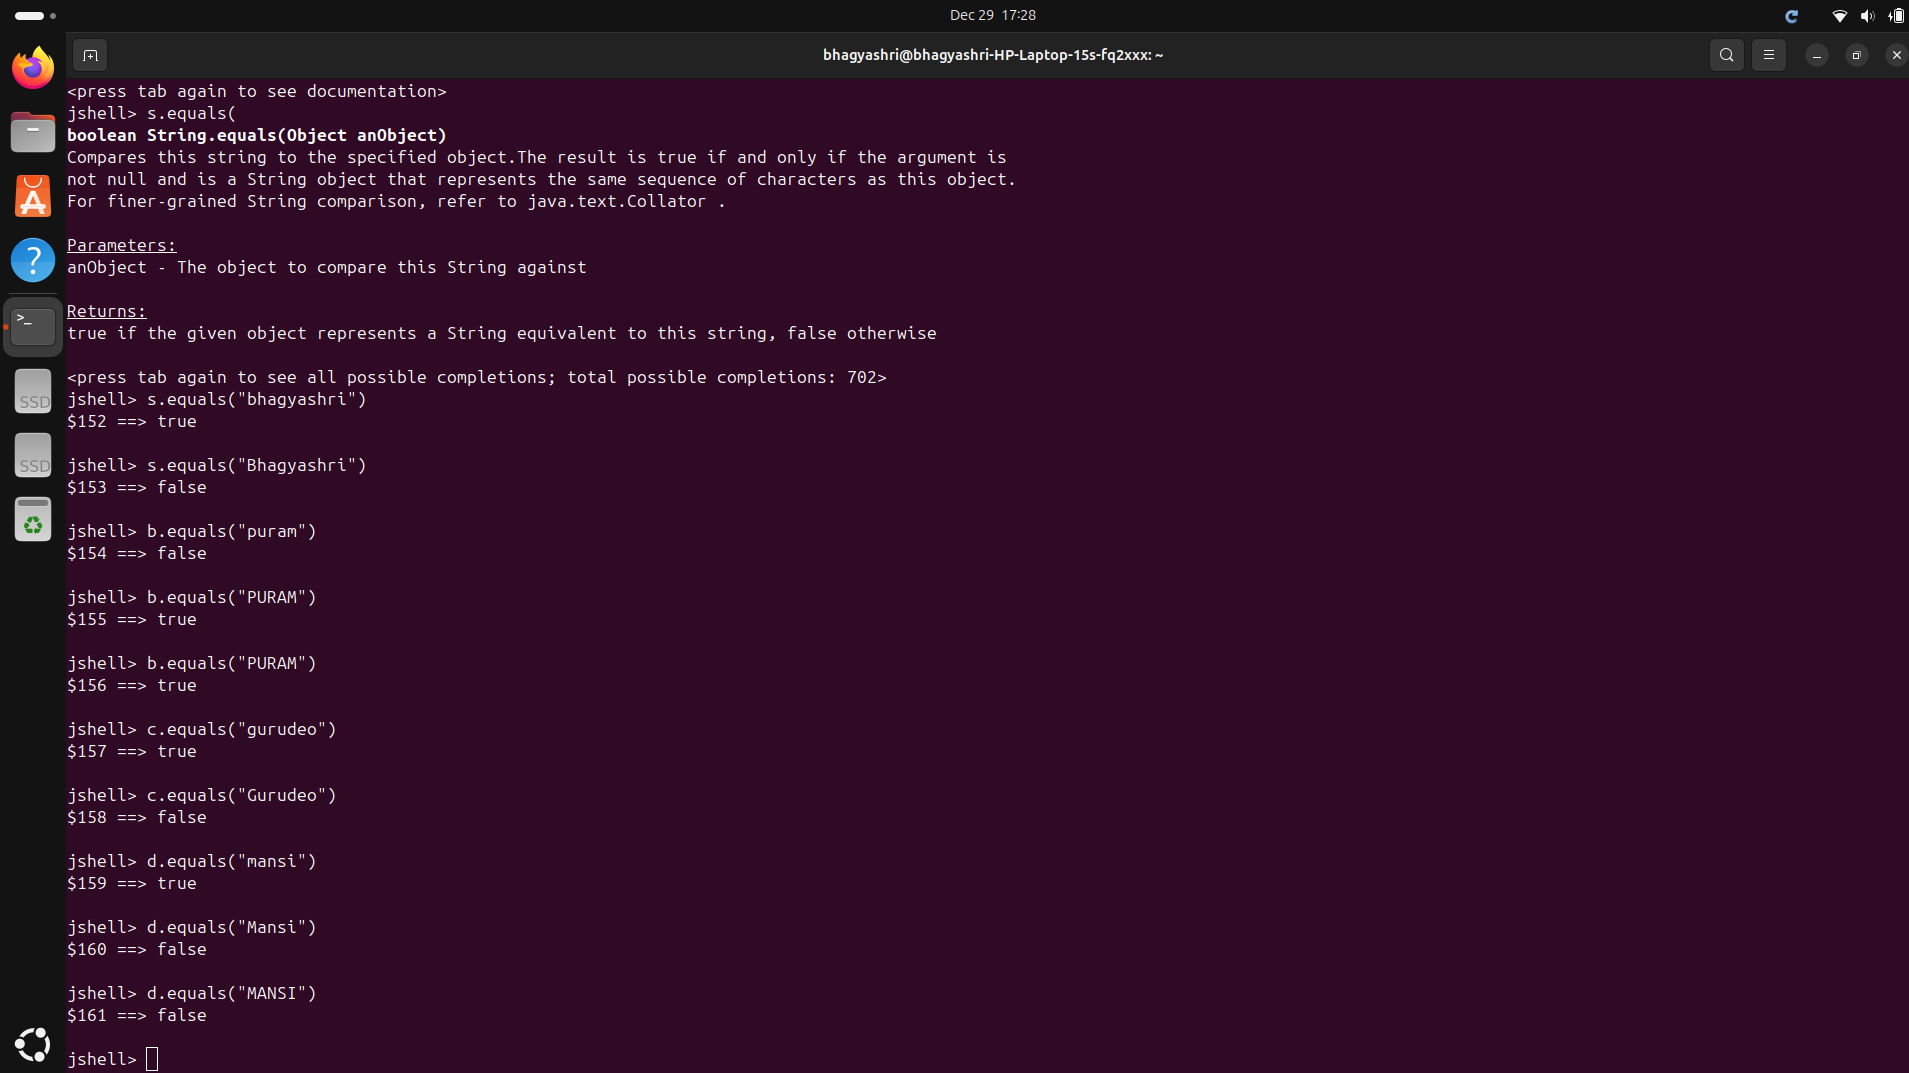 Dec 29 17:28
bhagyashri@bhagyashri-HP-Laptop-15s-fq2xxx: ~
<press tab again to see documentation>
jshell> s.equals(
boolean String.equals(Object anObject)
Compares this string to the specified object.The result is true if and only if the argument is
not null and is a String object that represents the same sequence of characters as this object.
For finer-grained String comparison, refer to java.text.Collator .
Parameters:
anObject - The object to compare this String against
Returns:
true if the given object represents a String equivalent to this string, false otherwise
<press tab again to see all possible completions; total possible completions: 702>
jshell> s.equals("bhagyashri")
$152 ==> true
jshell> s.equals("Bhagyashri")
$153 ==> false
jshell> b.equals("puram")
$154 ==> false
jshell> b.equals("PURAM")
$155 ==> true
jshell> b.equals("PURAM")
$156 ==> true
jshell> c.equals("gurudeo")
$157 ==> true
jshell> c.equals("Gurudeo")
$158 ==> false
jshell> d.equals("mansi")
$159 ==> true
jshell> d.equals("Mansi")
$160 ==> false
jshell> d.equals("MANSI")
$161 ==> false
jshell>
SSD
SSD